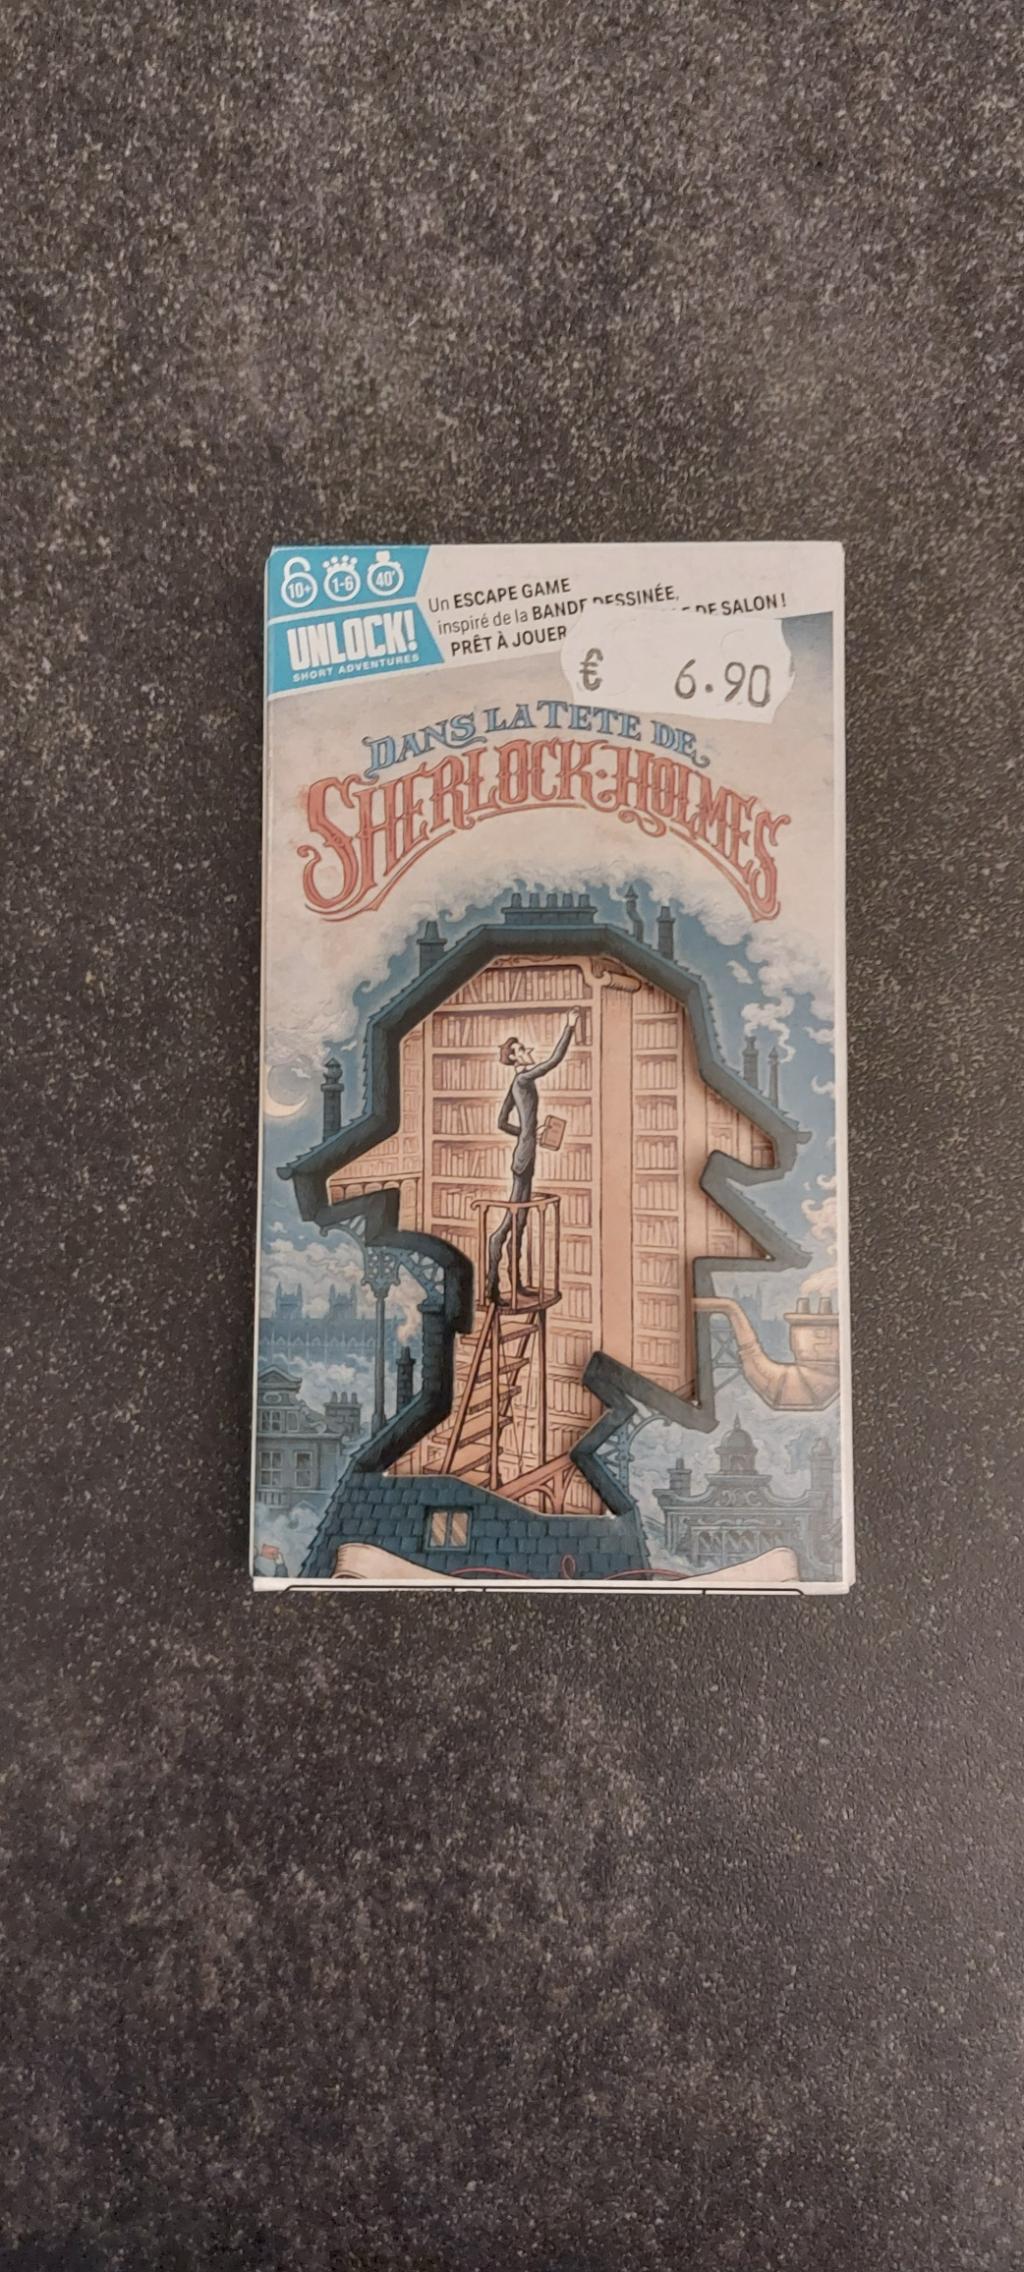 10+ 1-6 40'
UNLOCK!
SHORT ADVENTURES
Un ESCAPE GAME
inspiré de la BANDE DESSINÉE,
PRÊT À JOUER DE SALON !
€ 6.90
DANS LA TETE DE
SHERLOCK HOLMES